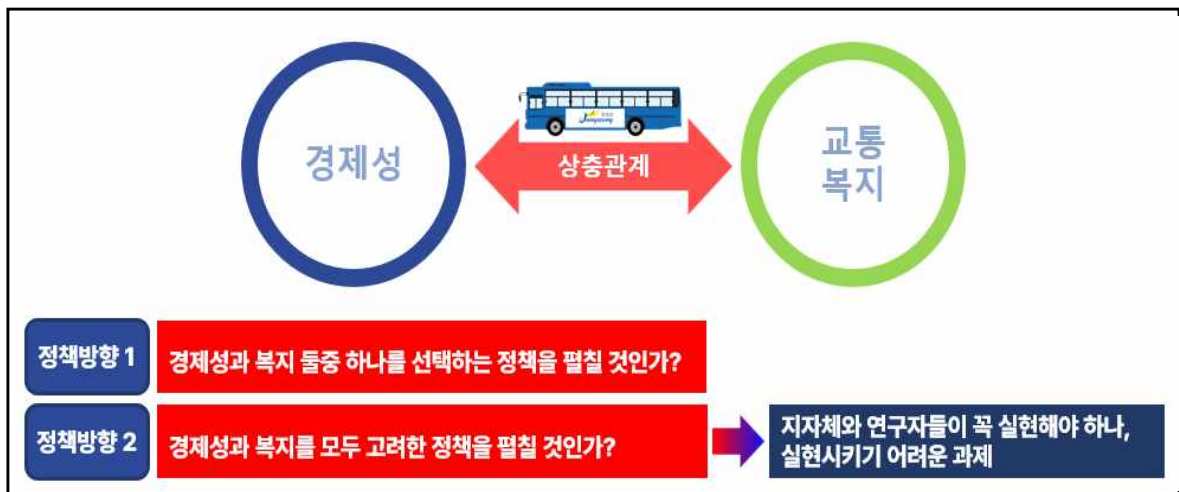 경제성
상충관계
교통
복지
정책방향 1
경제성과 복지 둘중 하나를 선택하는 정책을 펼칠 것인가?
정책방향 2
경제성과 복지를 모두 고려한 정책을 펼칠 것인가?
지자체와 연구자들이 꼭 실현해야 하나,
실현시키기 어려운 과제